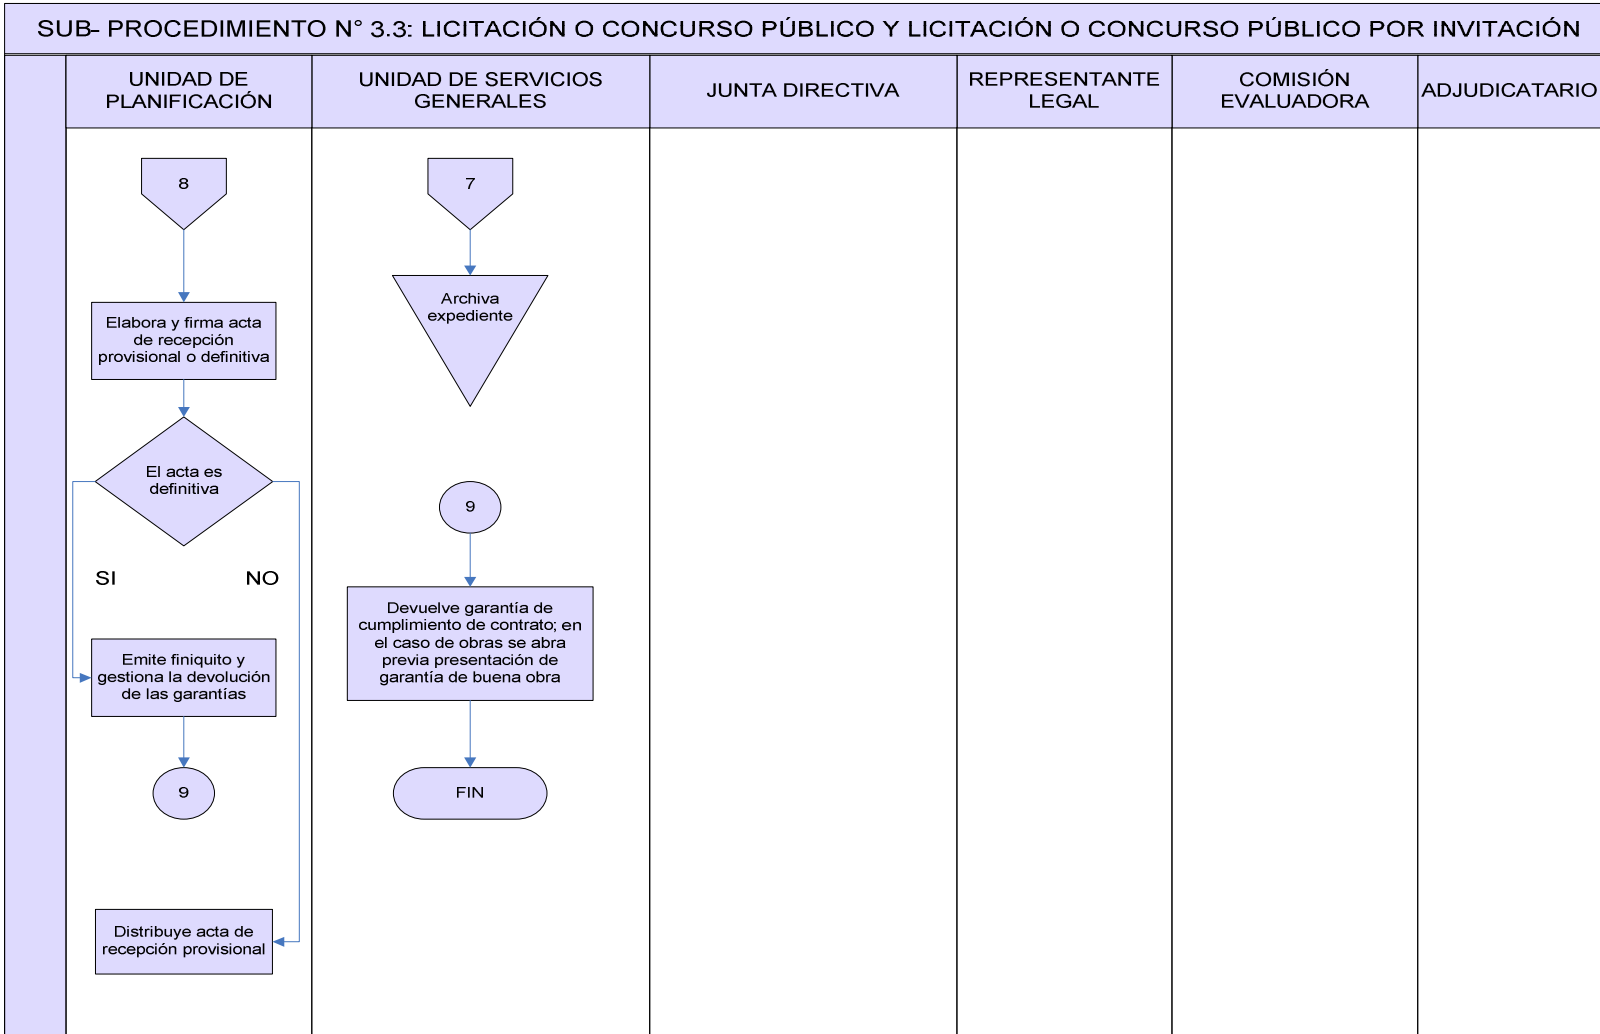 SUB- PROCEDIMIENTO N° 3.3: LICITACIÓN O CONCURSO PÚBLICO Y LICITACIÓN O CONCURSO PÚBLICO POR INVITACIÓN
UNIDAD DE
PLANIFICACIÓN
UNIDAD DE SERVICIOS
GENERALES
JUNTA DIRECTIVA
REPRESENTANTE
LEGAL
COMISIÓN
EVALUADORA
ADJUDICATARIO
8
Elabora y firma acta
de recepción
provisional o definitiva
El acta es
definitiva
SI
NO
Emite finiquito y
gestiona la devolución
de las garantías
9
Distribuye acta de
recepción provisional
7
Archiva
expediente
9
Devuelve garantía de
cumplimiento de contrato; en
el caso de obras se abra
previa presentación de
garantía de buena obra
FIN